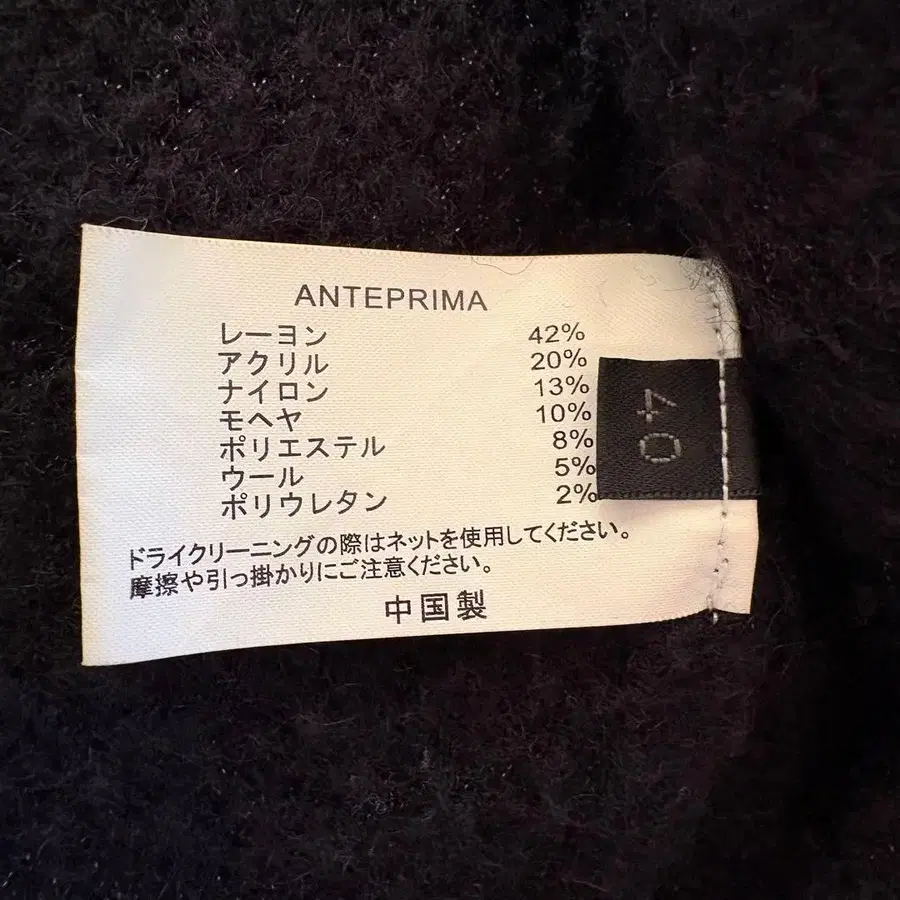 ANTEPRIMA
レーヨン 42%
アクリル 20%
ナイロン 13%
モヘヤ 10%
ポリエステル 8%
ウール 5%
ポリウレタン 2%
ドライクリーニングの際はネットを使用してください。
摩擦や引っ掛かりにご注意ください。
中国製
40